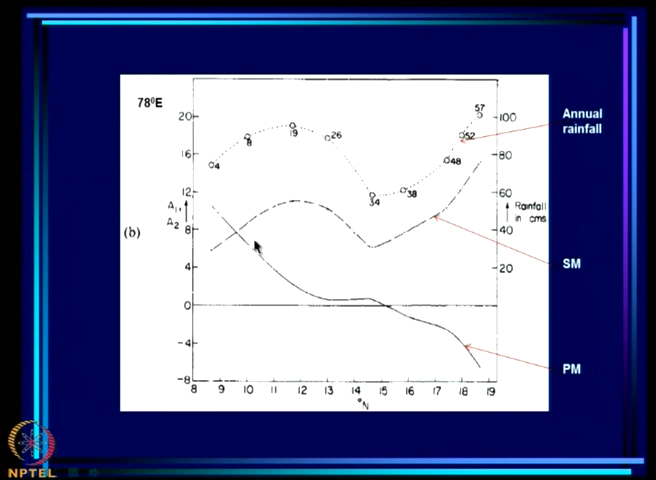 78⁰E
20
16
12
A₁,
A₂
8
4
0
-4
-8
(b)
4
8
19
26
34
38
48
52
57
100
80
60
Rainfall
in cms
40
20
8 9 10 11 12 13 14 15 16 17 18 19
°N
Annual
rainfall
SM
PM
NPTEL